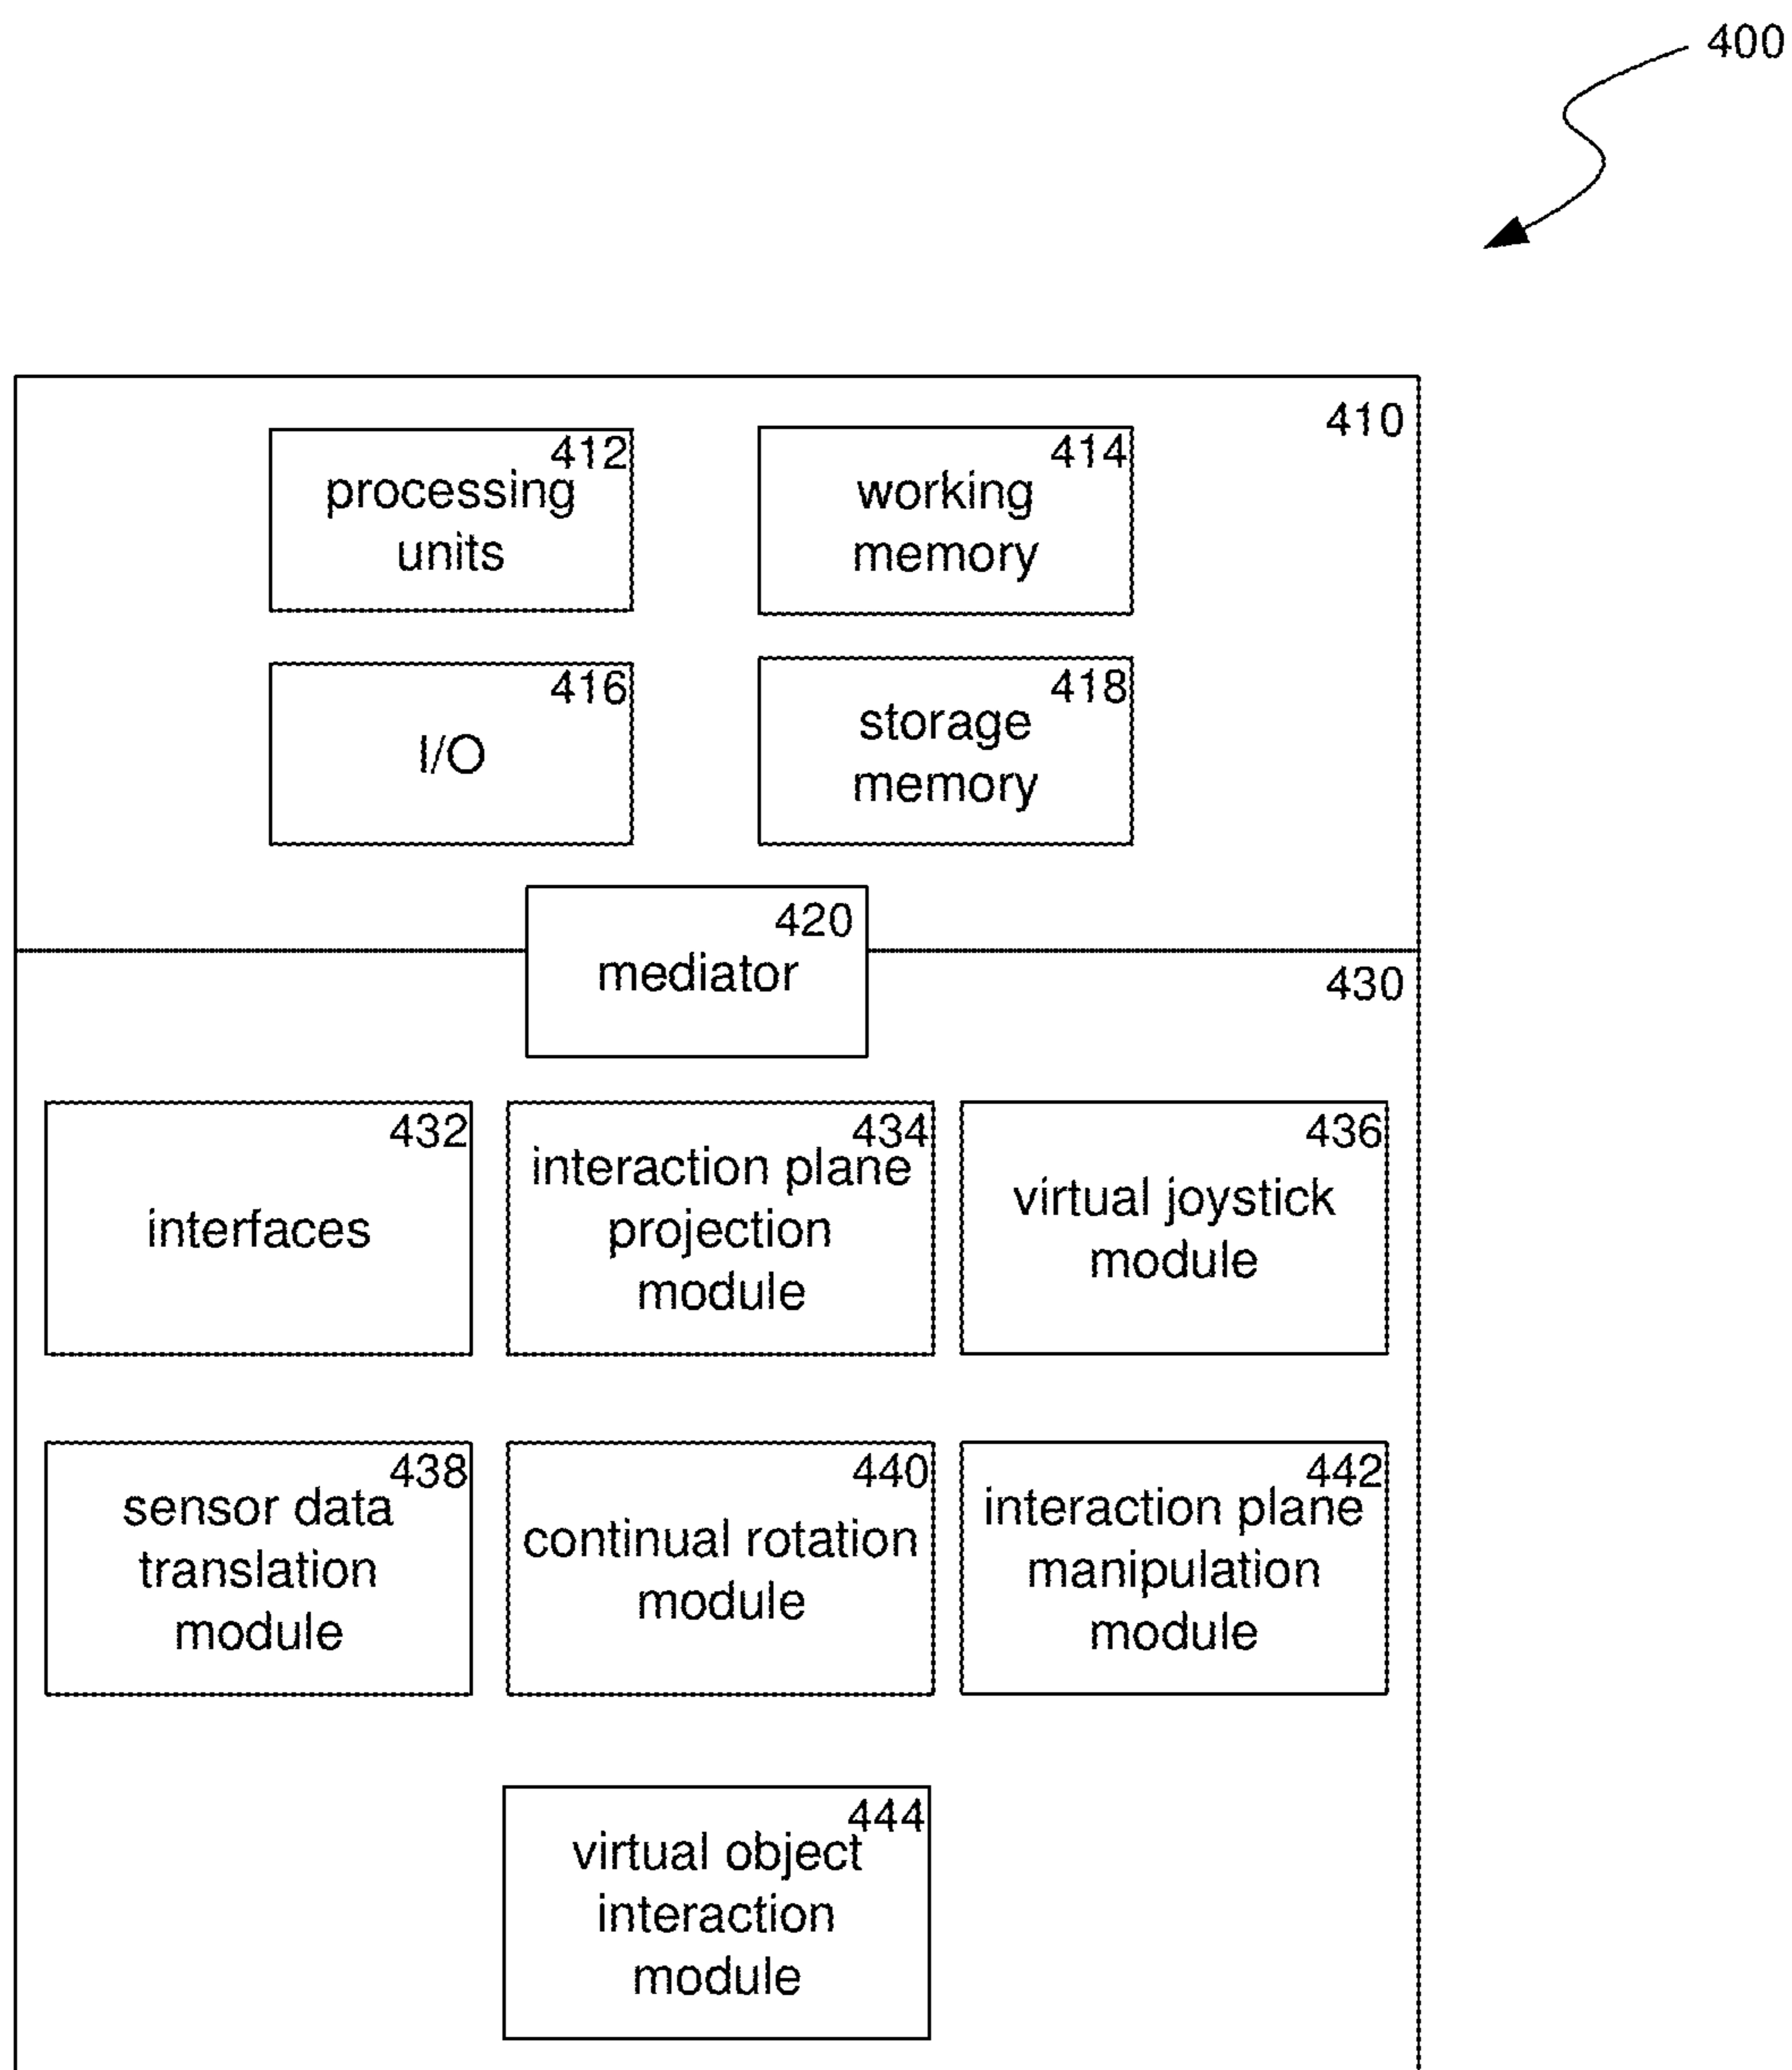 400
410
412
processing
units
414
working
memory
416
I/O
418
storage
memory
420
mediator
430
432
interfaces
434
interaction plane
projection
module
436
virtual joystick
module
438
sensor data
translation
module
440
continual rotation
module
442
interaction plane
manipulation
module
444
virtual object
interaction
module